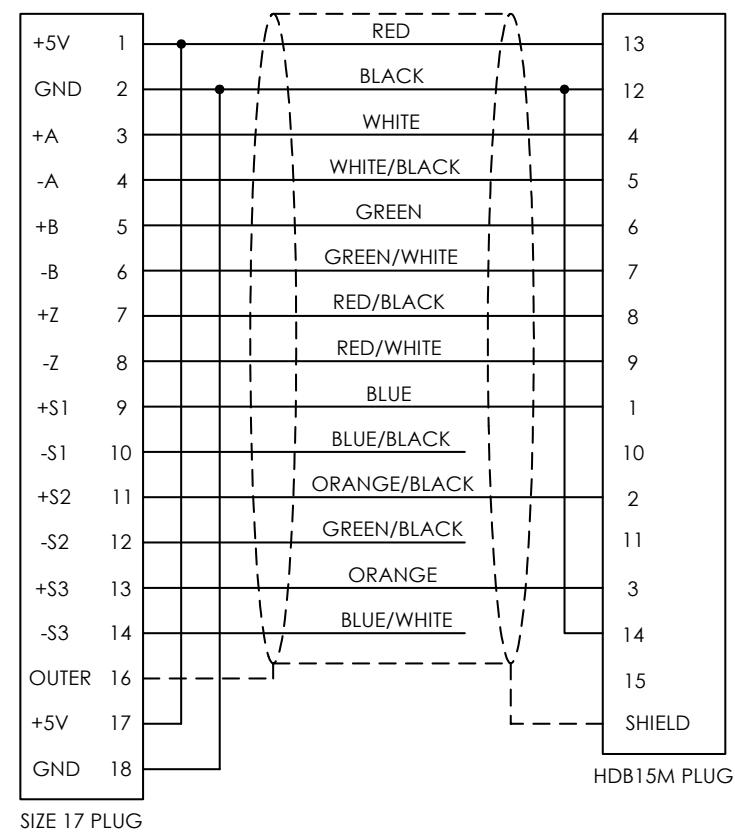 +5V 1 RED 13
GND 2 BLACK 12
+A 3 WHITE 4
-A 4 WHITE/BLACK 5
+B 5 GREEN 6
-B 6 GREEN/WHITE 7
+Z 7 RED/BLACK 8
-Z 8 RED/WHITE 9
+S1 9 BLUE 1
-S1 10 BLUE/BLACK 10
+S2 11 ORANGE/BLACK 2
-S2 12 GREEN/BLACK 11
+S3 13 ORANGE 3
-S3 14 BLUE/WHITE 14
OUTER 16 15
+5V 17 SHIELD
GND 18
HDB15M PLUG
SIZE 17 PLUG